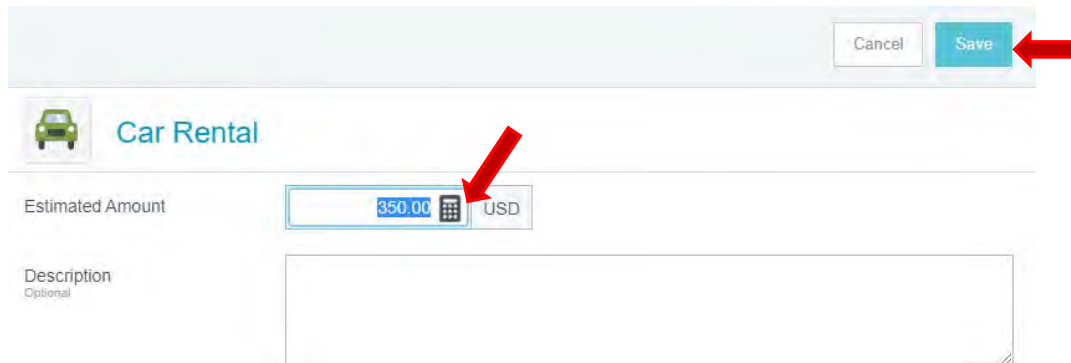 Cancel Save
Car Rental
Estimated Amount 350.00 USD
Description
Optional